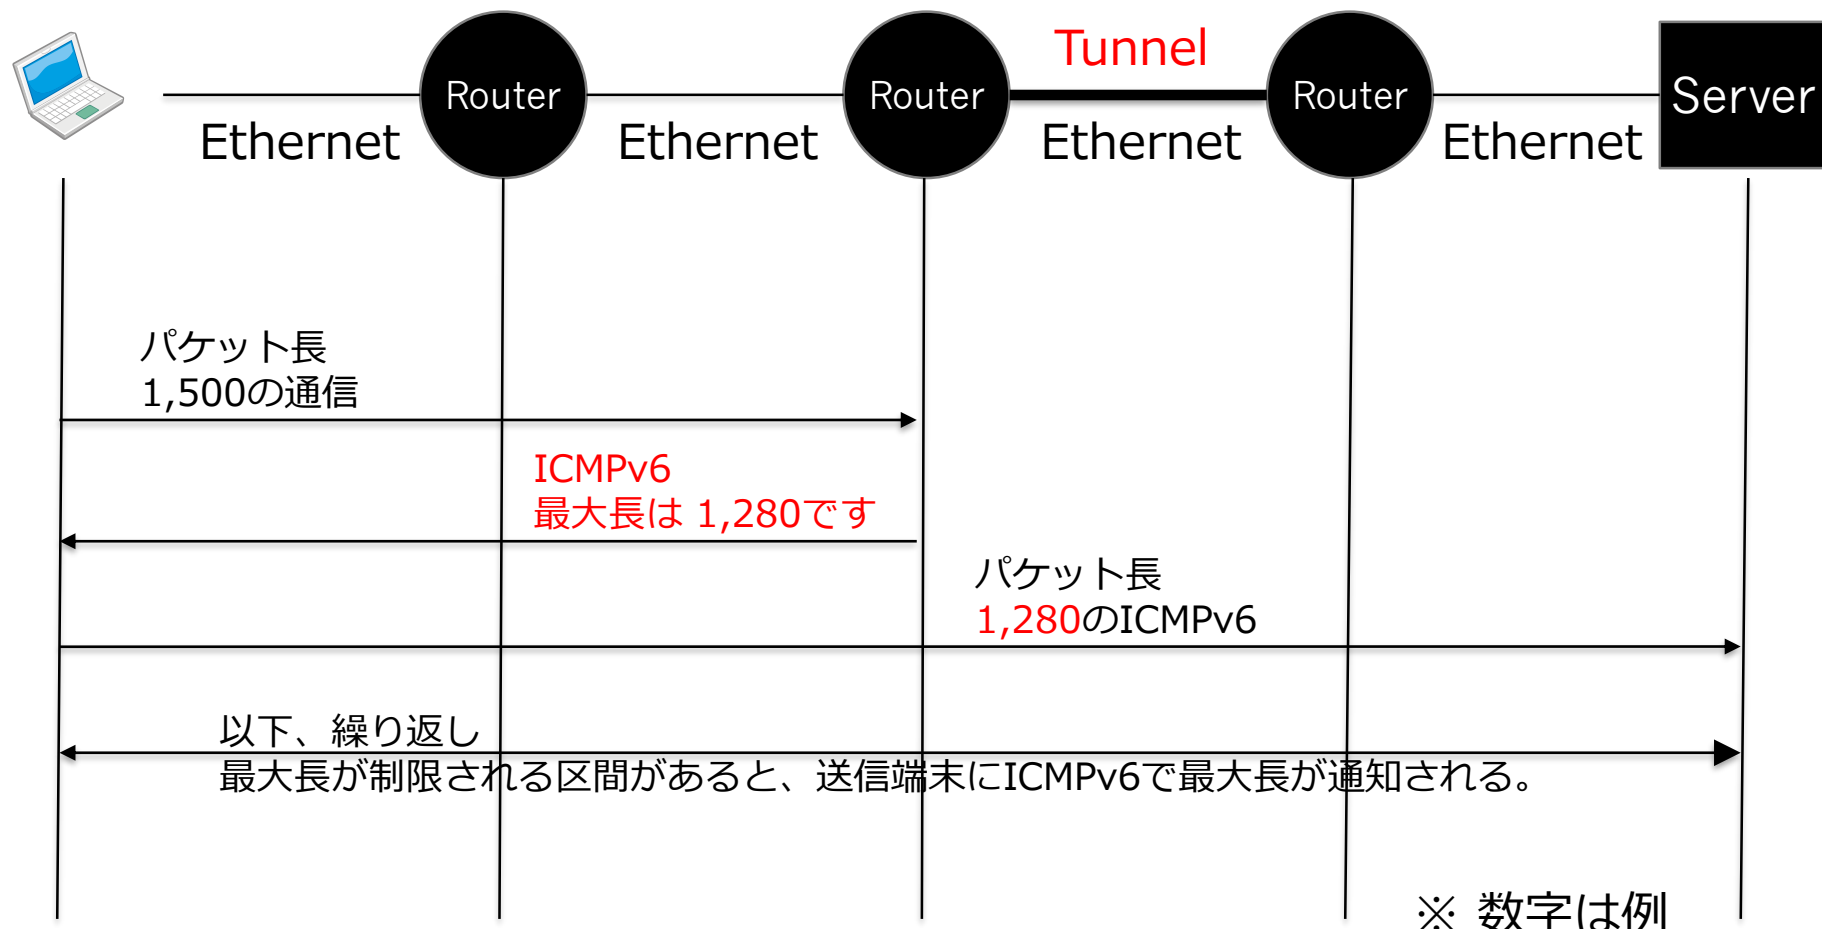 Tunnel
Router
Router
Router
Server
Ethernet
Ethernet
Ethernet
Ethernet
パケット長
1,500の通信
ICMPv6
最大長は 1,280です
パケット長
1,280のICMPv6
以下、繰り返し
最大長が制限される区間があると、送信端末にICMPv6で最大長が通知される。
※ 数字は例